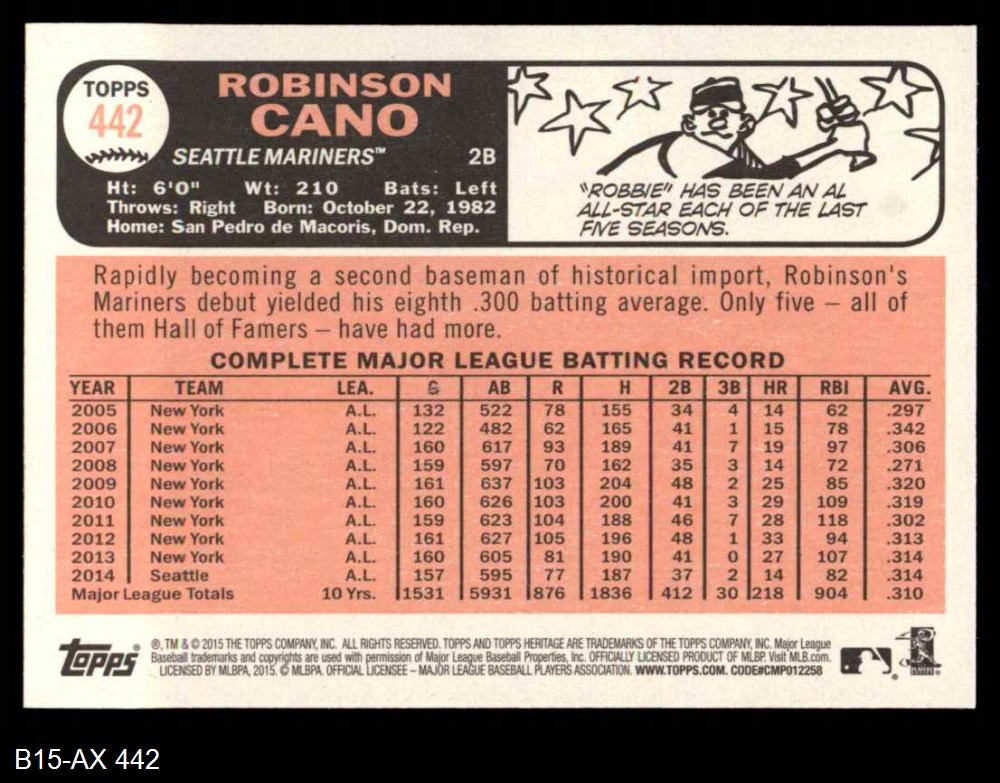 TOPPS
442
ROBINSON
CANO
SEATTLE MARINERS™ 2B
Ht: 6'0" Wt: 210 Bats: Left
Throws: Right Born: October 22, 1982
Home: San Pedro de Macoris, Dom. Rep.
"ROBBIE" HAS BEEN AN AL
ALL-STAR EACH OF THE LAST
FIVE SEASONS.
Rapidly becoming a second baseman of historical import, Robinson's
Mariners debut yielded his eighth .300 batting average. Only five – all of
them Hall of Famers – have had more.
COMPLETE MAJOR LEAGUE BATTING RECORD
YEAR TEAM LEA. G AB R H 2B 3B HR RBI AVG.
2005 New York A.L. 132 522 78 155 34 4 14 62 .297
2006 New York A.L. 122 482 62 165 41 1 15 78 .342
2007 New York A.L. 160 617 93 189 41 7 19 97 .306
2008 New York A.L. 159 597 70 162 35 3 14 72 .271
2009 New York A.L. 161 637 103 204 48 2 25 85 .320
2010 New York A.L. 160 626 103 200 41 3 29 109 .319
2011 New York A.L. 159 623 104 188 46 7 28 118 .302
2012 New York A.L. 161 627 105 196 48 1 33 94 .313
2013 New York A.L. 160 605 81 190 41 0 27 107 .314
2014 Seattle A.L. 157 595 77 187 37 2 14 82 .314
Major League Totals 10 Yrs. 1531 5931 876 1836 412 30 218 904 .310
topps®
®, TM & © 2015 THE TOPPS COMPANY, INC. ALL RIGHTS RESERVED. TOPPS AND TOPPS HERITAGE ARE TRADEMARKS OF THE TOPPS COMPANY, INC. Major League
Baseball trademarks and copyrights are used with permission of Major League Baseball Properties, Inc. OFFICIALLY LICENSED PRODUCT OF MLBP. Visit MLB.com.
LICENSED BY MLBPA, 2015. © MLBPA. OFFICIAL LICENSEE – MAJOR LEAGUE BASEBALL PLAYERS ASSOCIATION. WWW.TOPPS.COM. CODE#CMP012258
B15-AX 442